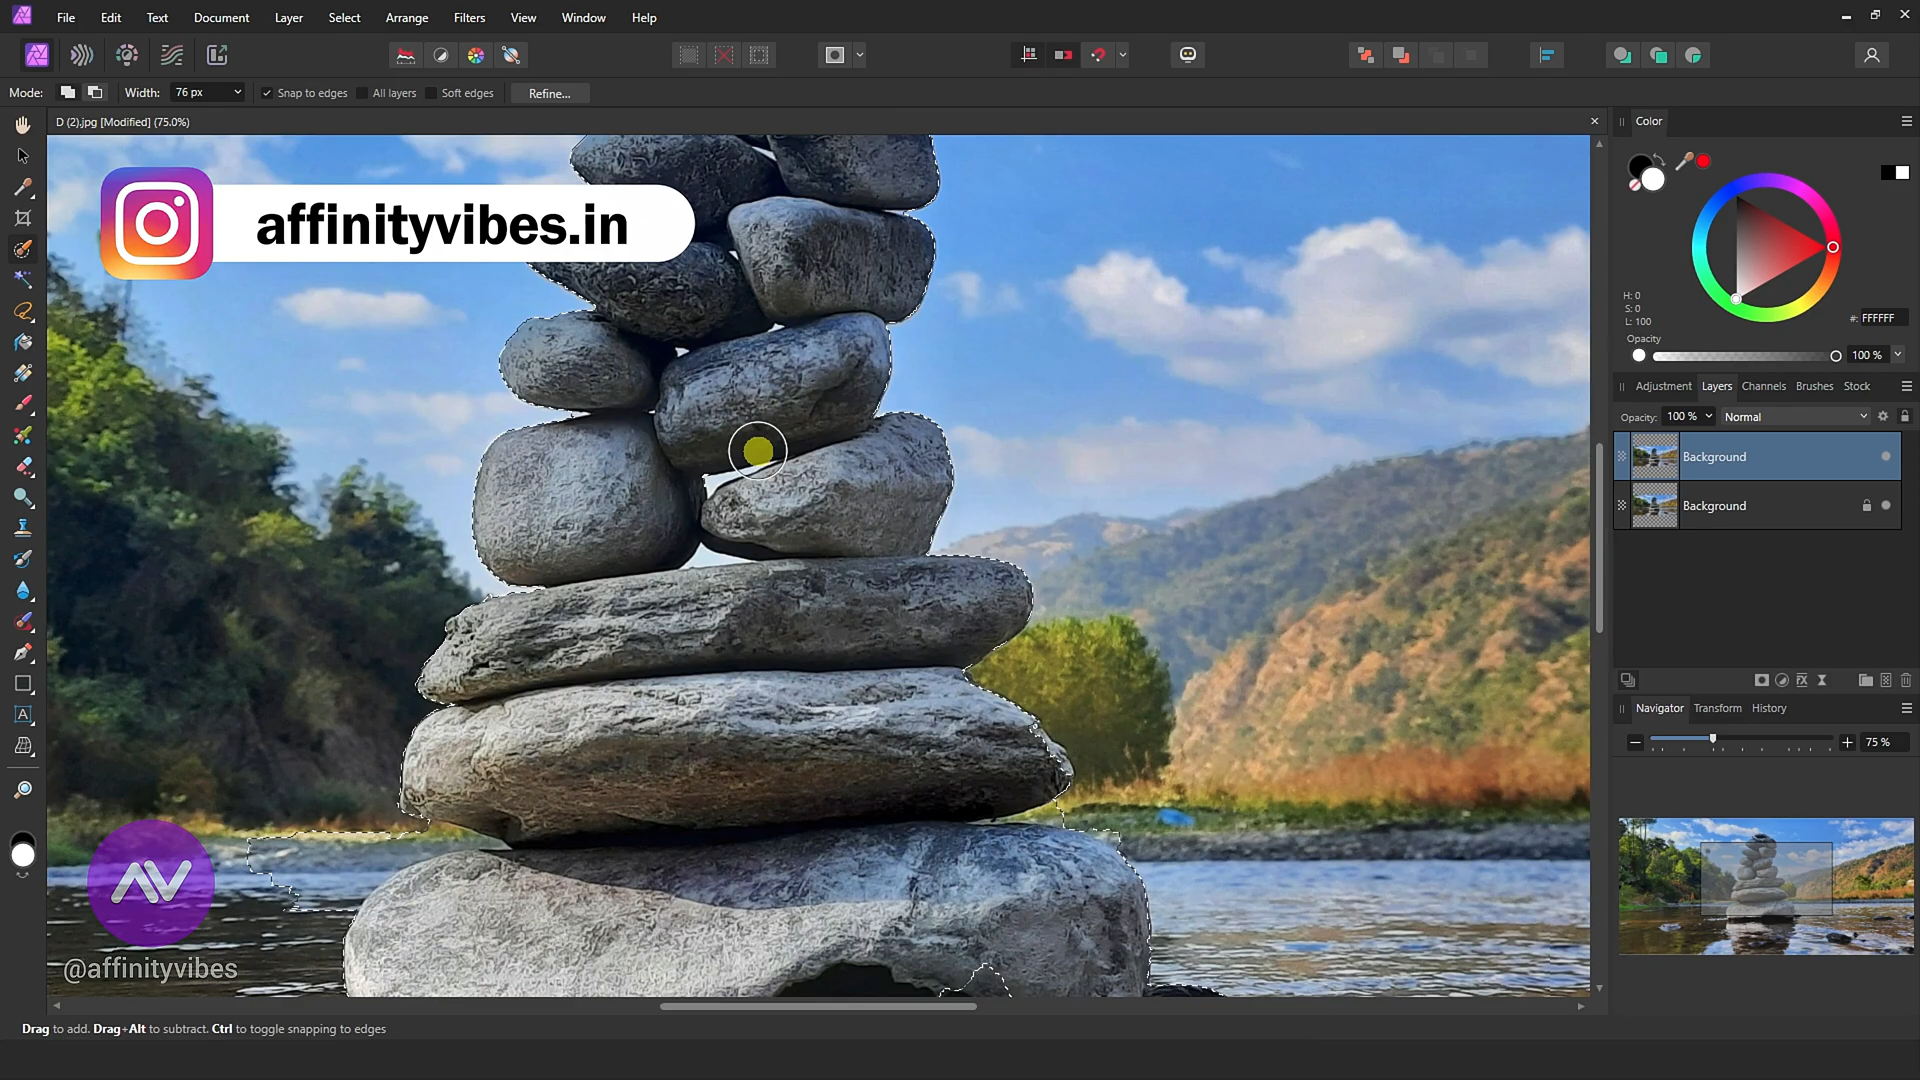 File Edit Text Document Layer Select Arrange Filters View Window Help
Mode: Width: 76 px Snap to edges All layers Soft edges Refine...
D (2).jpg [Modified] (75.0%)
Color
affinityvibes.in
H: 0
S: 0
L: 100
#: FFFFFF
Opacity
100 %
Adjustment Layers Channels Brushes Stock
Opacity: 100 % Normal
Background
Background
Navigator Transform History
75 %
AV
@affinityvibes
Drag to add. Drag+Alt to subtract. Ctrl to toggle snapping to edges